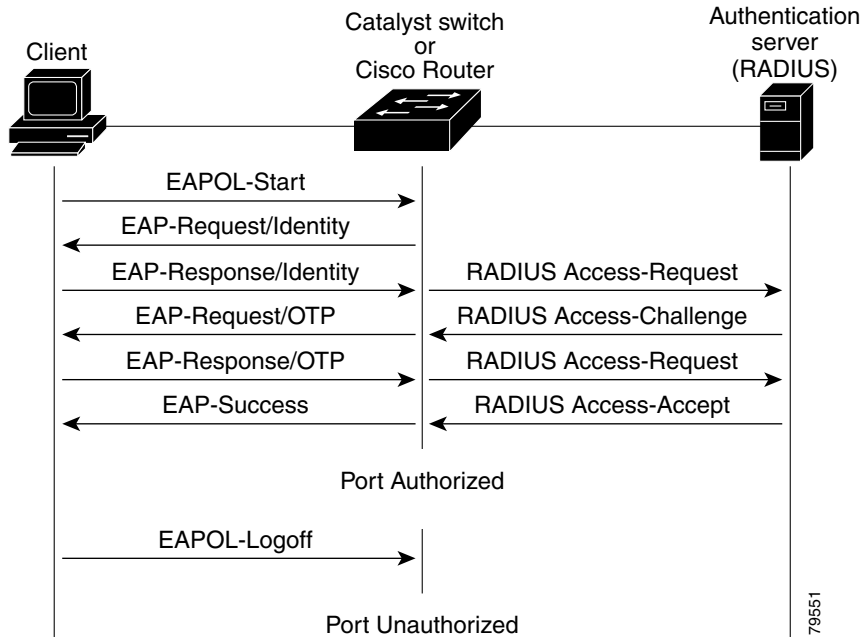 Client
Catalyst switch
or
Cisco Router
Authentication
server
(RADIUS)
EAPOL-Start
EAP-Request/Identity
EAP-Response/Identity
RADIUS Access-Request
EAP-Request/OTP
RADIUS Access-Challenge
EAP-Response/OTP
RADIUS Access-Request
EAP-Success
RADIUS Access-Accept
Port Authorized
EAPOL-Logoff
Port Unauthorized
79551